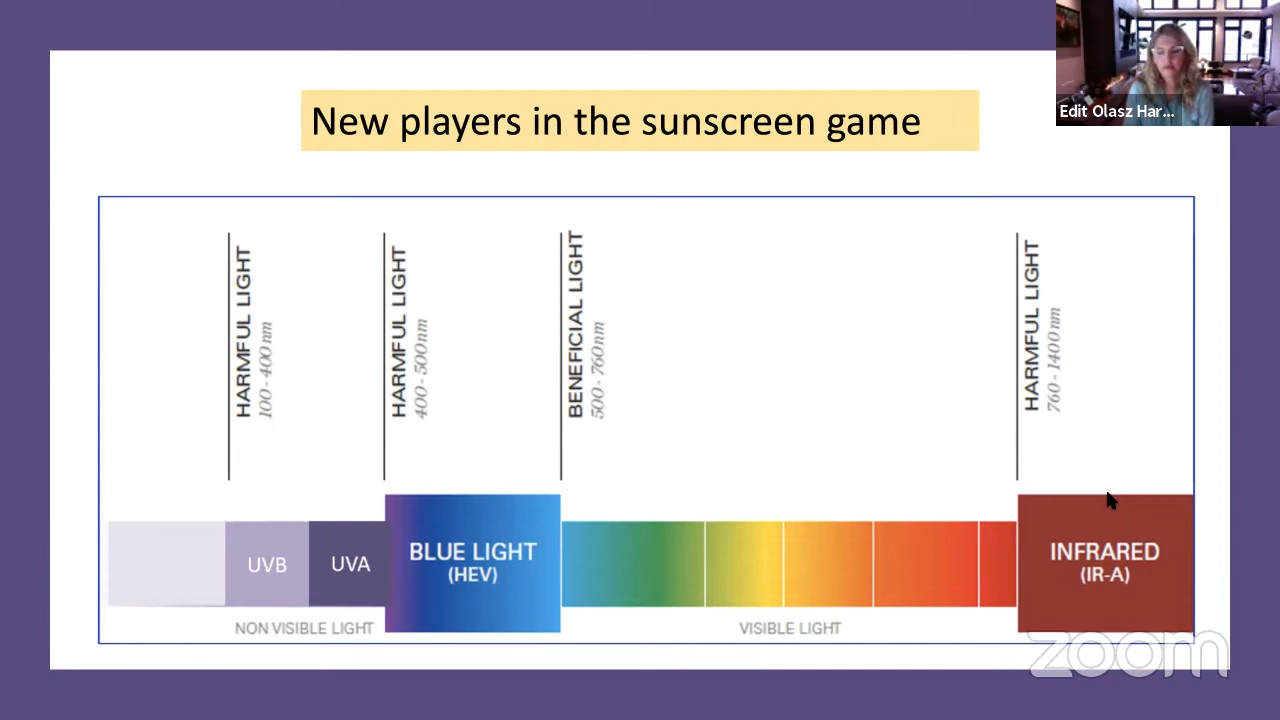 Edit Olasz Har...
New players in the sunscreen game
HARMFUL LIGHT
100 - 400 nm
HARMFUL LIGHT
400 - 500 nm
BENEFICIAL LIGHT
500 - 760 nm
HARMFUL LIGHT
760 - 1400 nm
UVB
UVA
BLUE LIGHT
(HEV)
INFRARED
(IR-A)
NON VISIBLE LIGHT
VISIBLE LIGHT
zoom